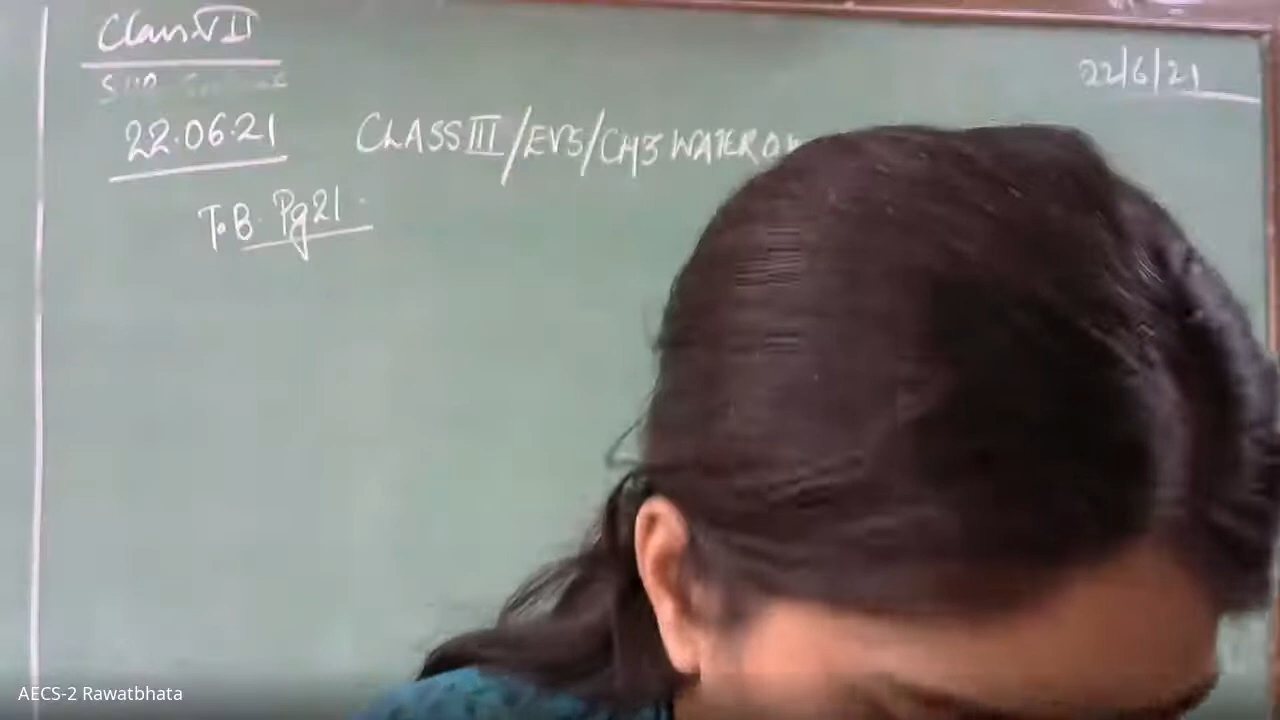 Class VII
22/6/21
22.06.21
CLASS III/EVS/CH3 WATER
T.B. Pg 21.
AECS-2 Rawatbhata